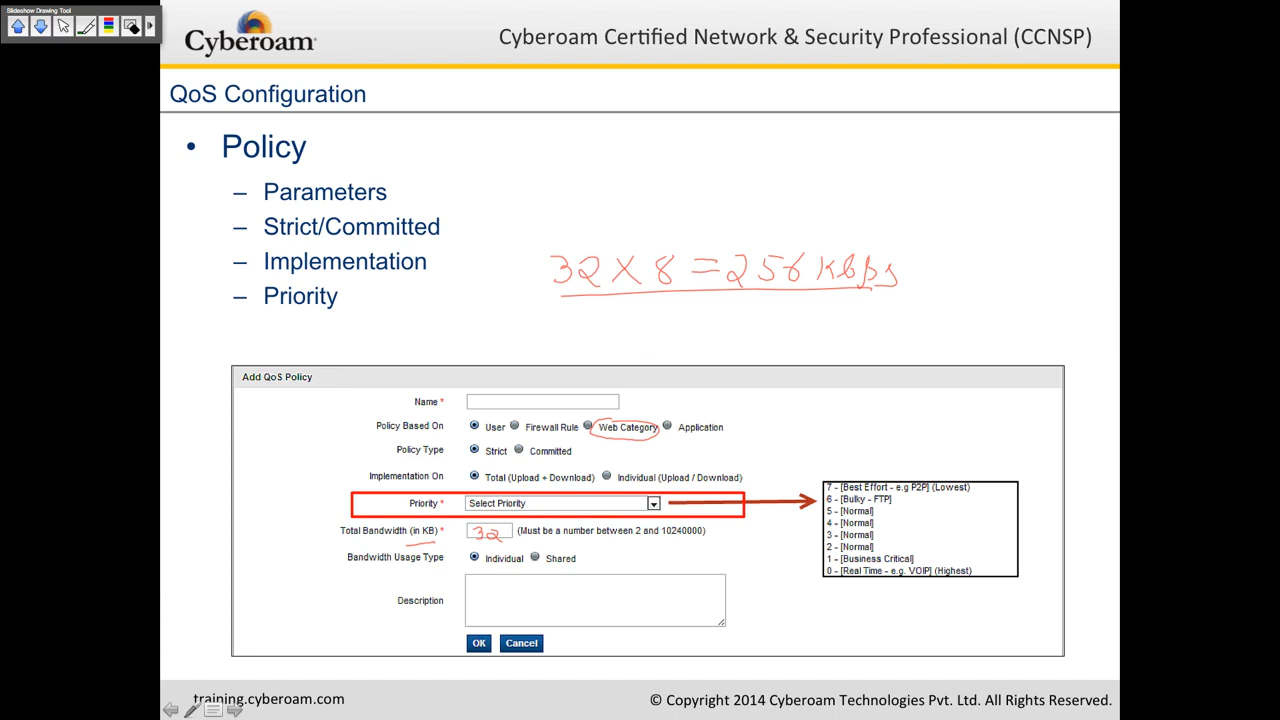 Slideshow Drawing Tool
Cyberoam
Cyberoam Certified Network & Security Professional (CCNSP)
QoS Configuration
• Policy
– Parameters
– Strict/Committed
– Implementation
– Priority
32 X 8 = 256 Kbps
Add QoS Policy
Name *
Policy Based On User Firewall Rule Web Category Application
Policy Type Strict Committed
Implementation On Total (Upload + Download) Individual (Upload / Download)
Priority * Select Priority
7 - [Best Effort - e.g P2P] (Lowest)
6 - [Bulky - FTP]
5 - [Normal]
4 - [Normal]
3 - [Normal]
2 - [Normal]
1 - [Business Critical]
0 - [Real Time - e.g. VOIP] (Highest)
Total Bandwidth (in KB) * 32 (Must be a number between 2 and 10240000)
Bandwidth Usage Type Individual Shared
Description
OK Cancel
training.cyberoam.com © Copyright 2014 Cyberoam Technologies Pvt. Ltd. All Rights Reserved.